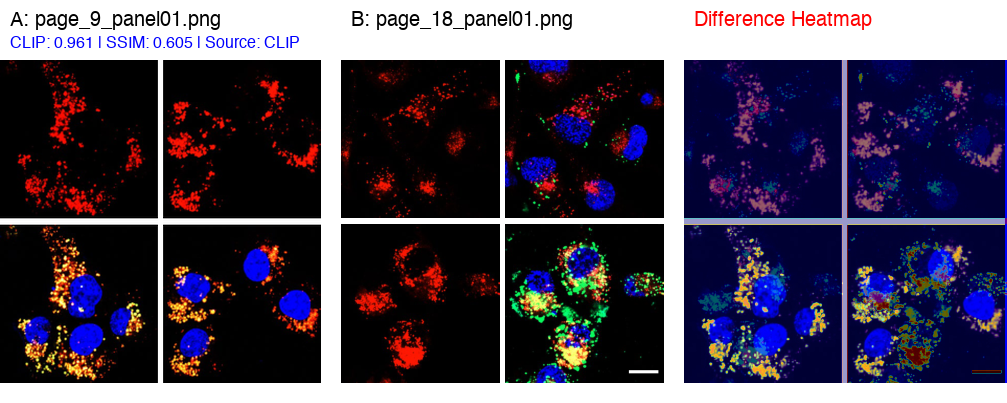 A: page_9_panel01.png
CLIP: 0.961 | SSIM: 0.605 | Source: CLIP
B: page_18_panel01.png
Difference Heatmap